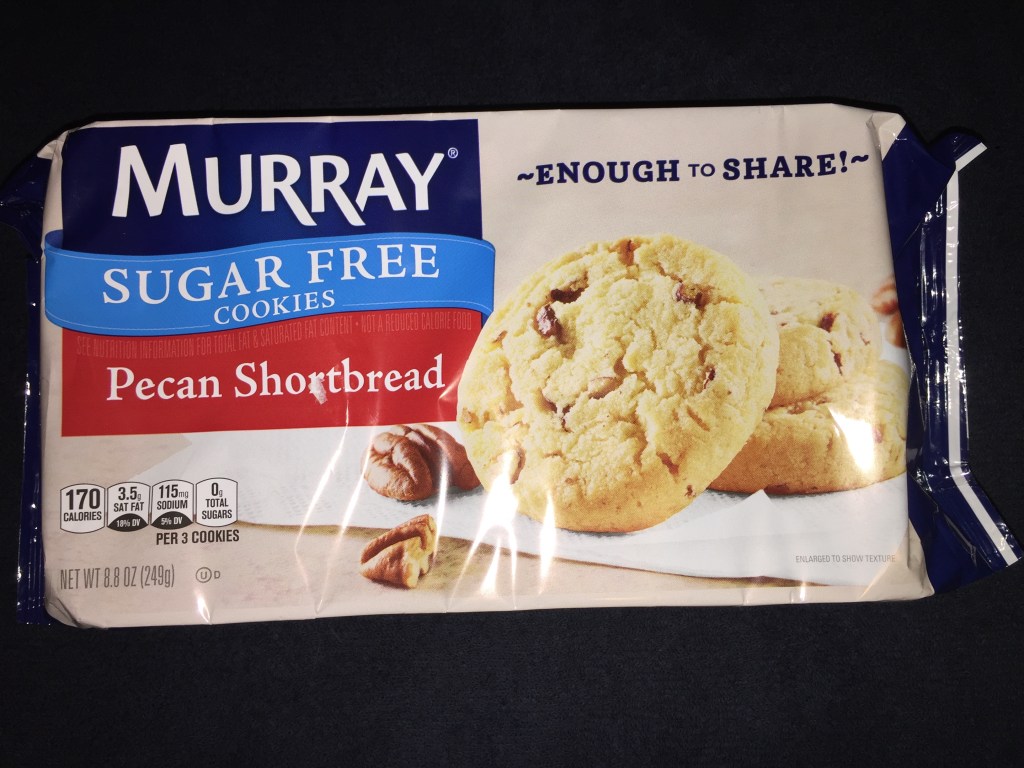 MURRAY®
SUGAR FREE
COOKIES
SEE NUTRITION INFORMATION FOR TOTAL FAT & SATURATED FAT CONTENT • NOT A REDUCED CALORIE FOOD
Pecan Shortbread
~ENOUGH TO SHARE!~
170
CALORIES
3.5g
SAT FAT
18% DV
115mg
SODIUM
5% DV
0g
TOTAL
SUGARS
PER 3 COOKIES
NET WT 8.8 OZ (249g)
U D
ENLARGED TO SHOW TEXTURE